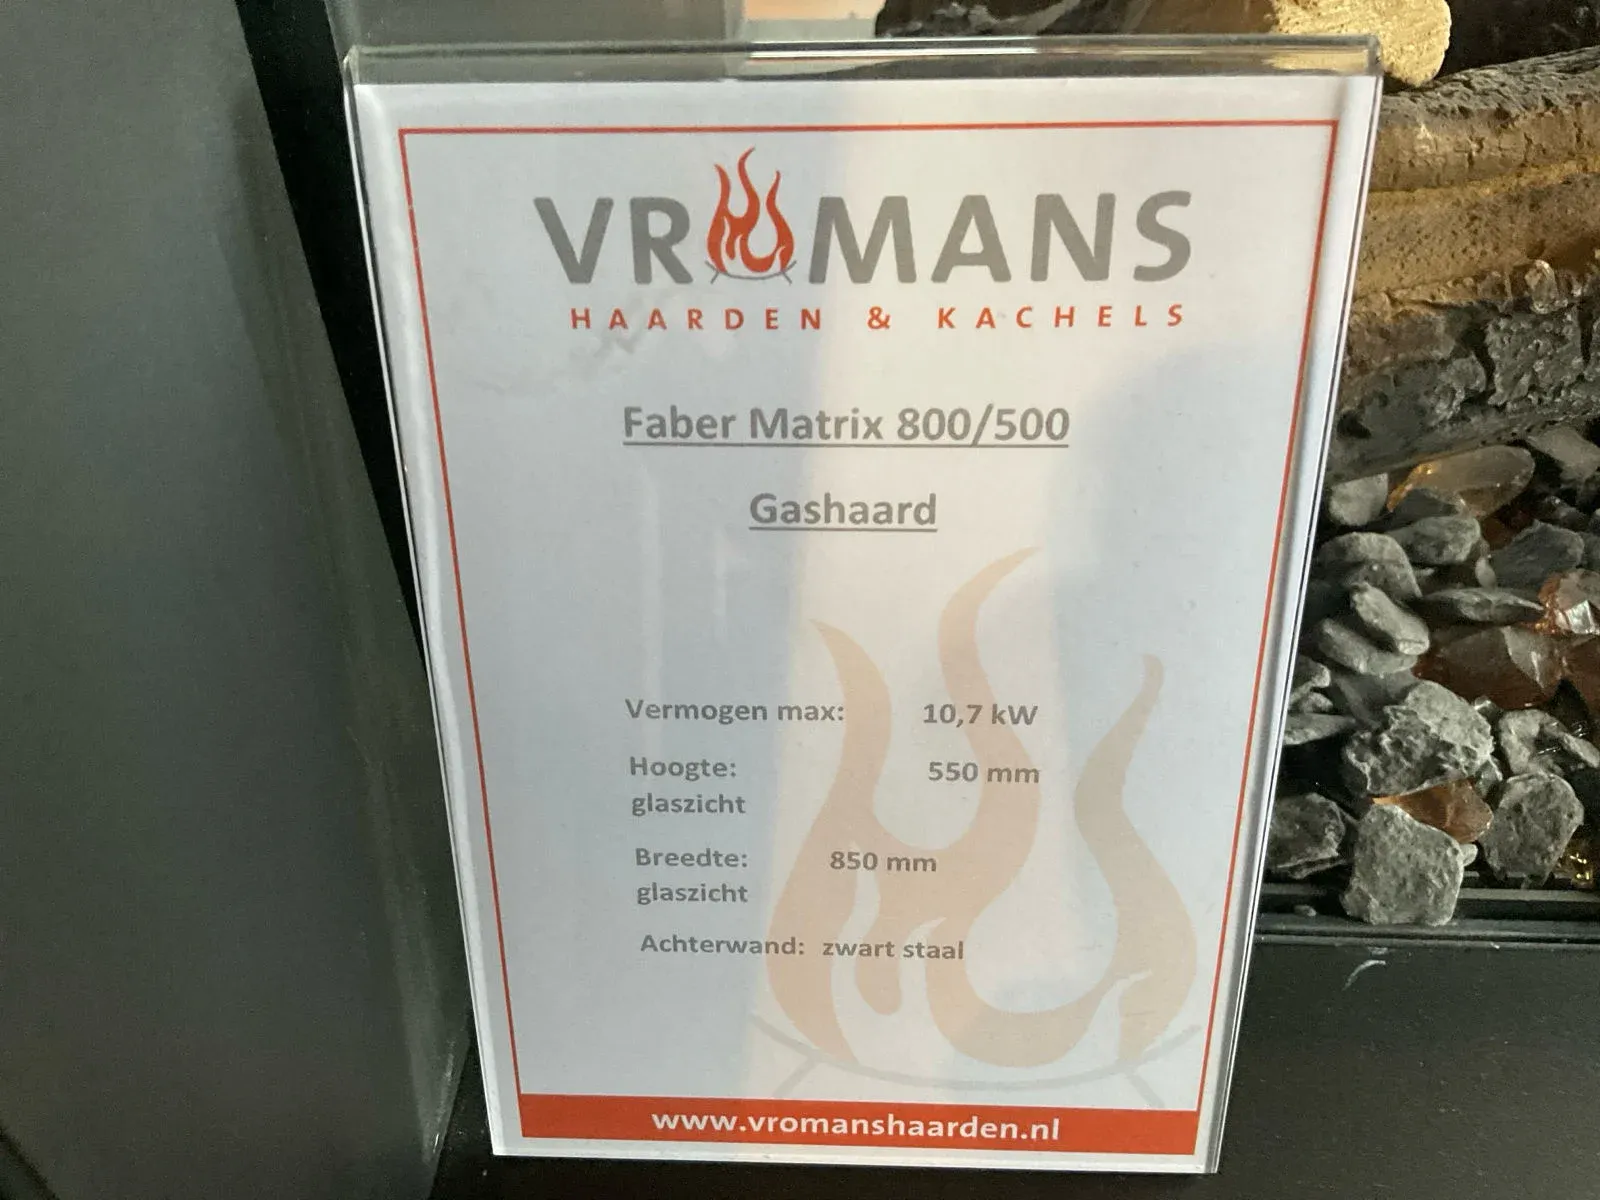 VROMANS
HAARDEN & KACHELS
Faber Matrix 800/500
Gashaard
Vermogen max: 10,7 kW
Hoogte: 550 mm
glaszicht
Breedte: 850 mm
glaszicht
Achterwand: zwart staal
www.vromanshaarden.nl